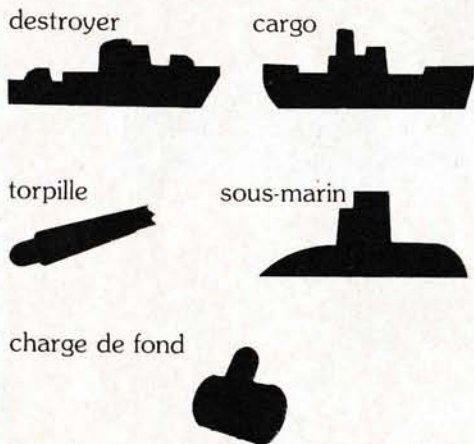 destroyer
cargo
torpille
sous-marin
charge de fond